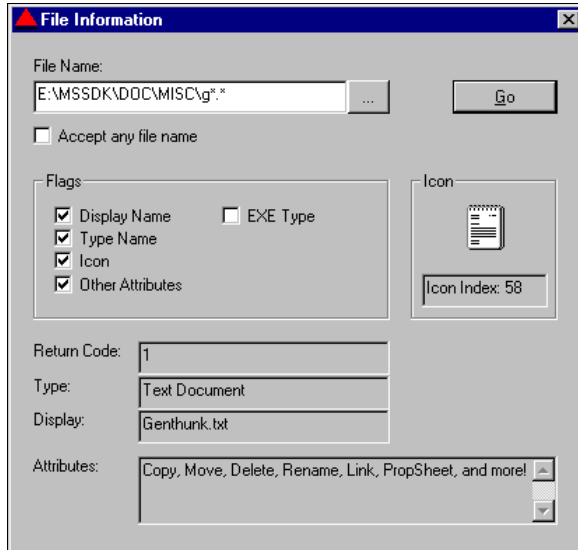 File Information
File Name:
E:\MSSDK\DOC\MISC\g*.*
...
Go
Accept any file name
Flags
Display Name
EXE Type
Type Name
Icon
Other Attributes
Icon
Icon Index: 58
Return Code:
1
Type:
Text Document
Display:
Genthunk.txt
Attributes:
Copy, Move, Delete, Rename, Link, PropSheet, and more!